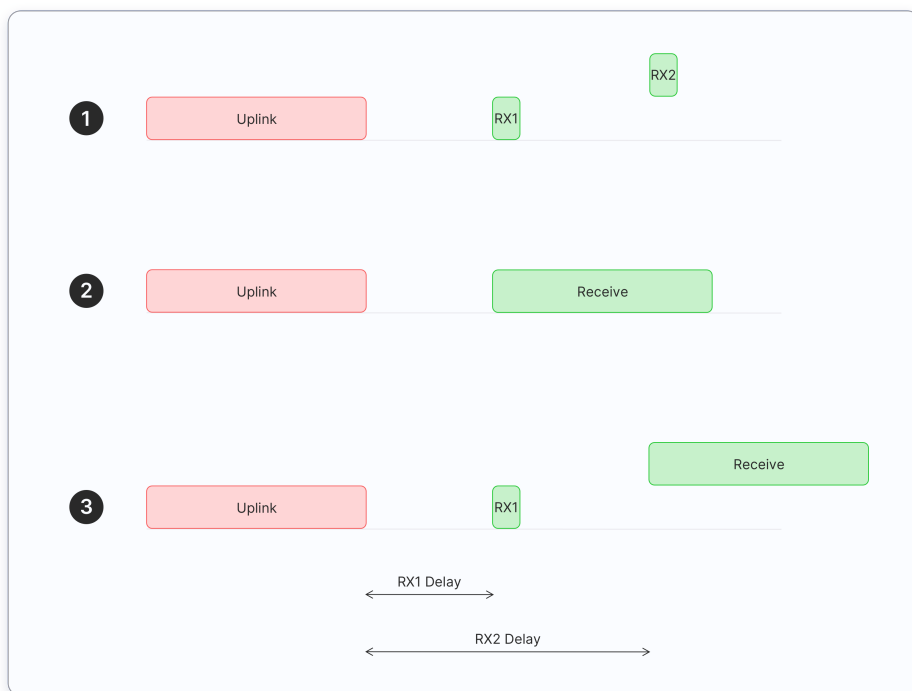 RX2
1
Uplink
RX1
2
Uplink
Receive
Receive
3
Uplink
RX1
RX1 Delay
RX2 Delay